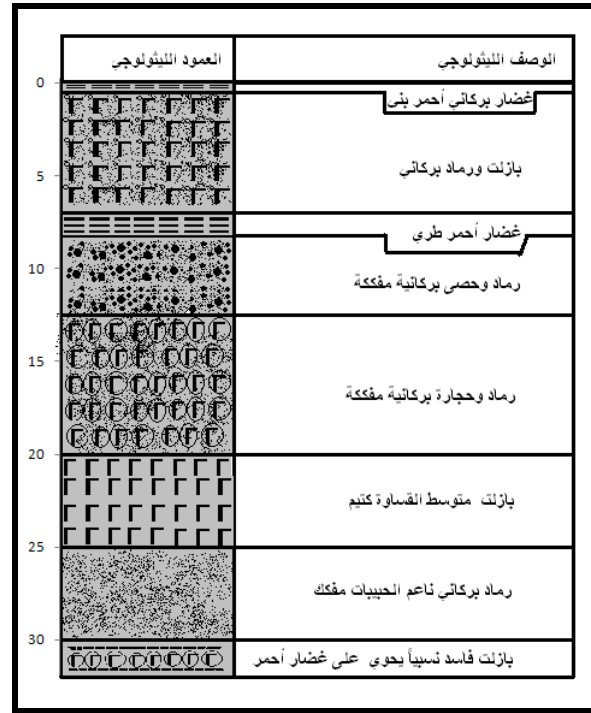 الوصف الليثولوجي
العمود الليثولوجي
0
غضار بركاني أحمر بني
بازلت ورماد بركاني
5
غضار أحمر طري
10
رماد وحصى بركانية مفككة
15
رماد وحجارة بركانية مفككة
20
بازلت متوسط القساوة كتيم
25
رماد بركاني ناعم الحبيبات مفكك
30
بازلت فاسد نسبياً يحوي على غضار أحمر